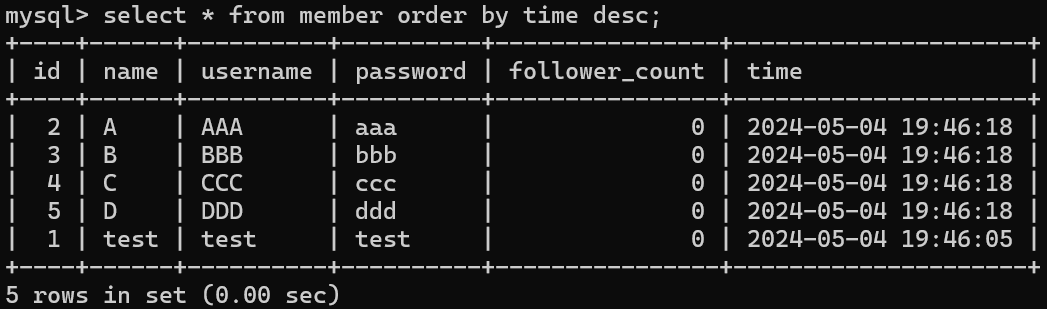 mysql> select * from member order by time desc;
+----+------+----------+----------+----------------+---------------------+
| id | name | username | password | follower_count | time                |
+----+------+----------+----------+----------------+---------------------+
|  2 | A    | AAA      | aaa      |              0 | 2024-05-04 19:46:18 |
|  3 | B    | BBB      | bbb      |              0 | 2024-05-04 19:46:18 |
|  4 | C    | CCC      | ccc      |              0 | 2024-05-04 19:46:18 |
|  5 | D    | DDD      | ddd      |              0 | 2024-05-04 19:46:18 |
|  1 | test | test     | test     |              0 | 2024-05-04 19:46:05 |
+----+------+----------+----------+----------------+---------------------+
5 rows in set (0.00 sec)